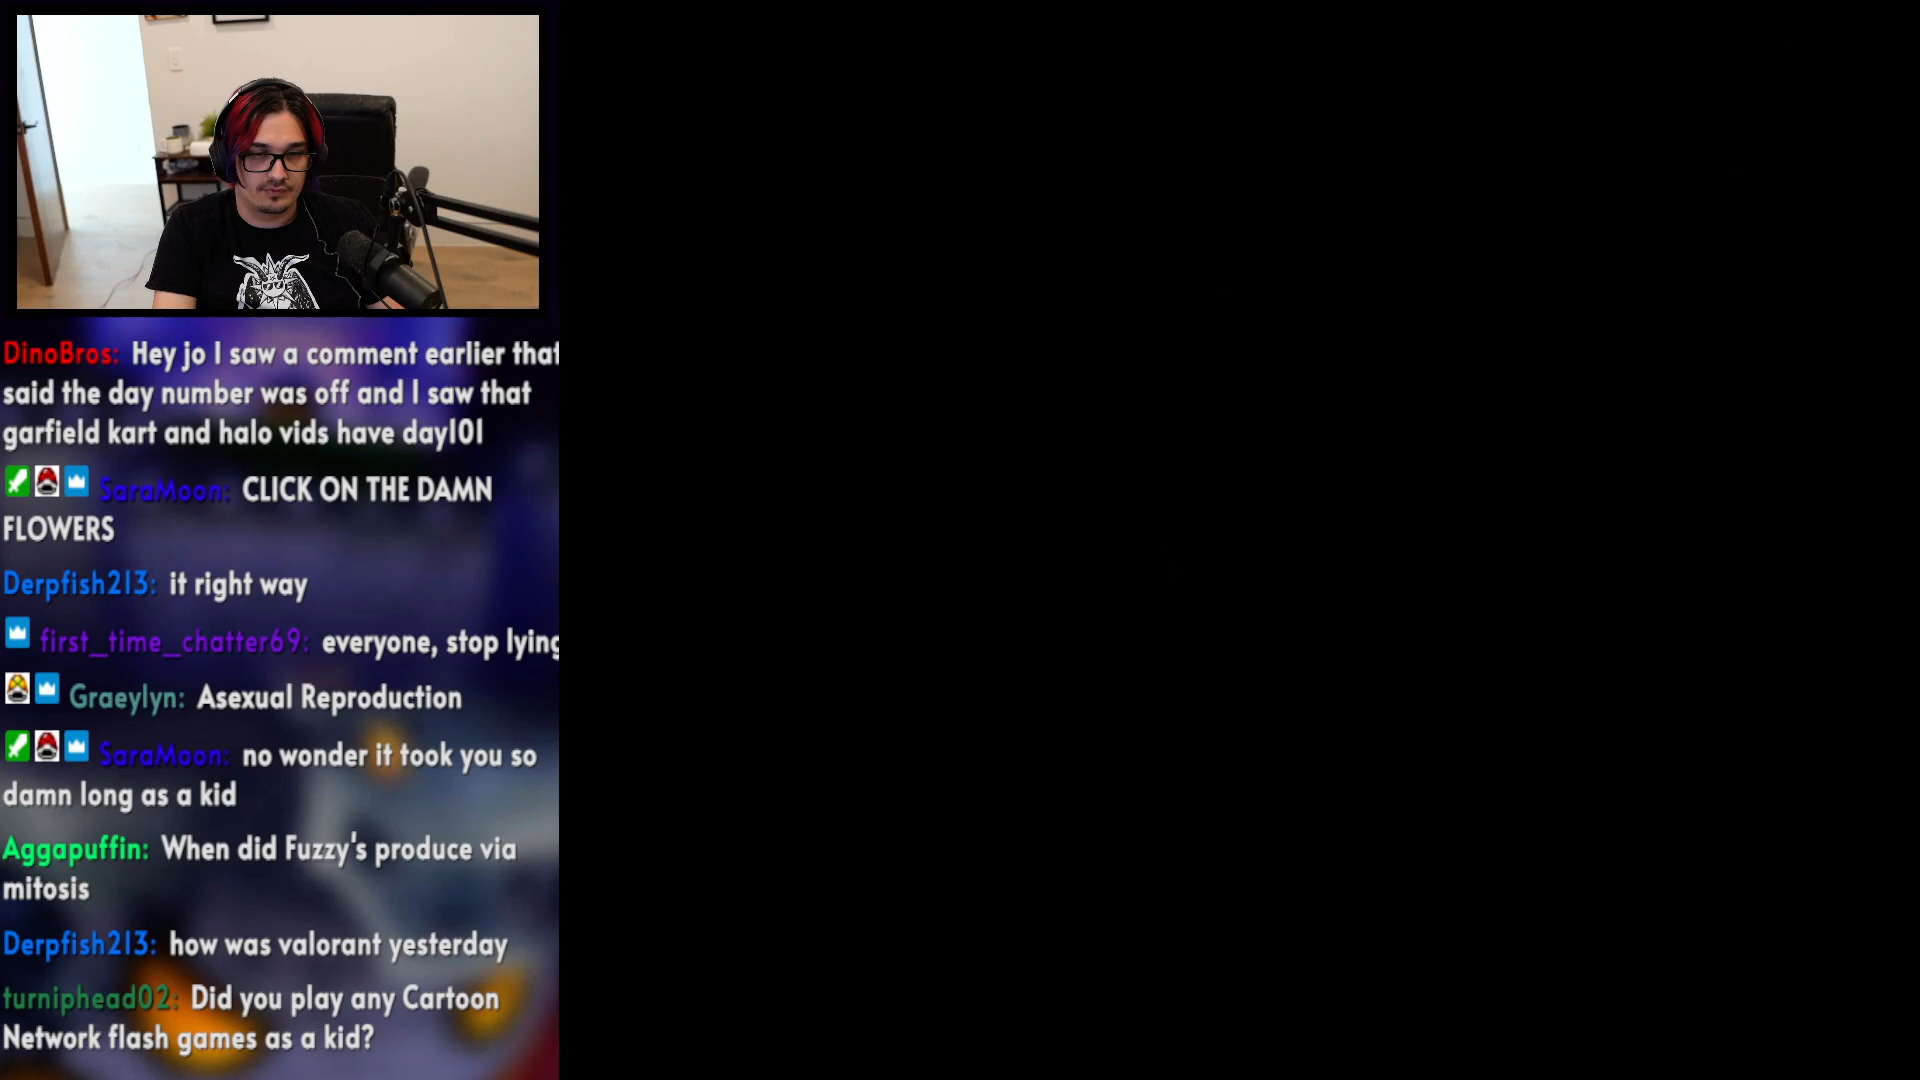 DinoBros: Hey jo I saw a comment earlier that
said the day number was off and I saw that
garfield kart and halo vids have day101
SaraMoon: CLICK ON THE DAMN
FLOWERS
Derpfish213: it right way
first_time_chatter69: everyone, stop lying
Graeylyn: Asexual Reproduction
SaraMoon: no wonder it took you so
damn long as a kid
Aggapuffin: When did Fuzzy's produce via
mitosis
Derpfish213: how was valorant yesterday
turniphead02: Did you play any Cartoon
Network flash games as a kid?